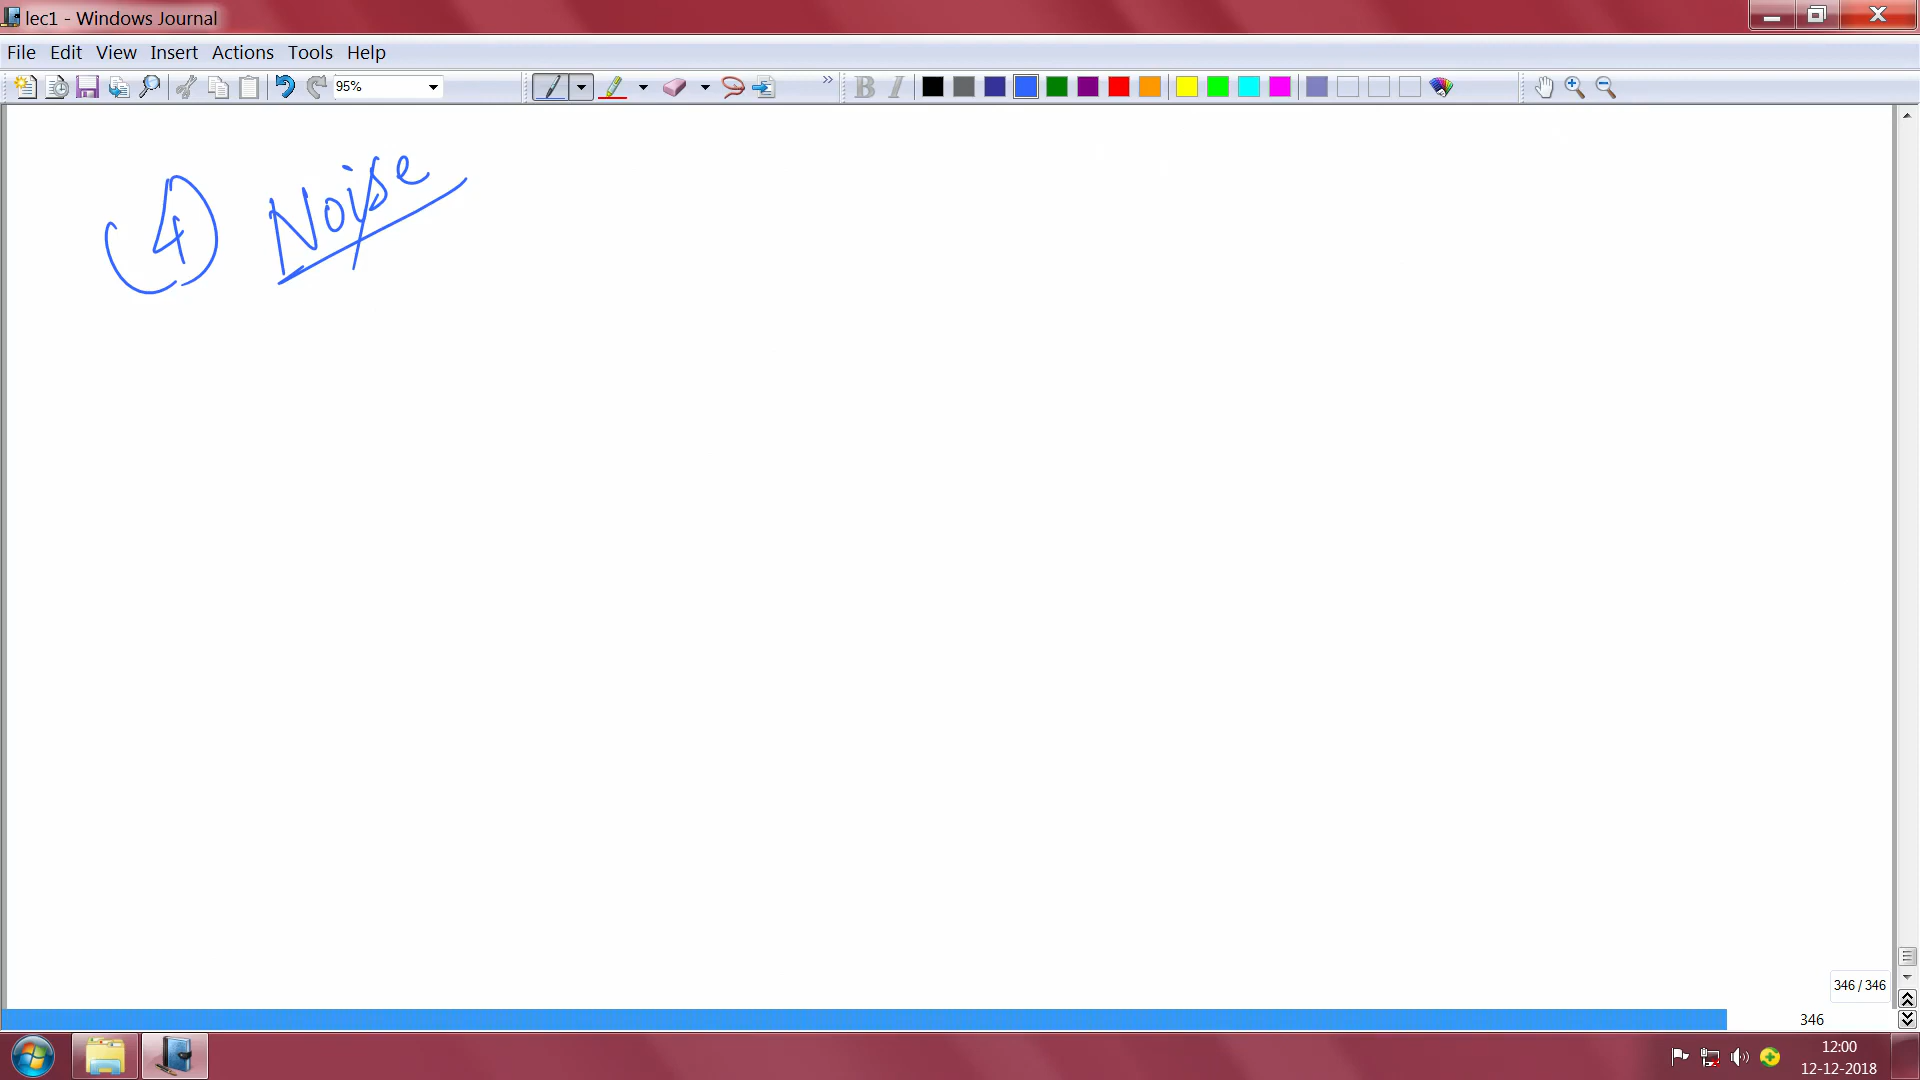 lec1 - Windows Journal
File Edit View Insert Actions Tools Help
95%
B I
4 Noise
346 / 346
346
12:00
12-12-2018